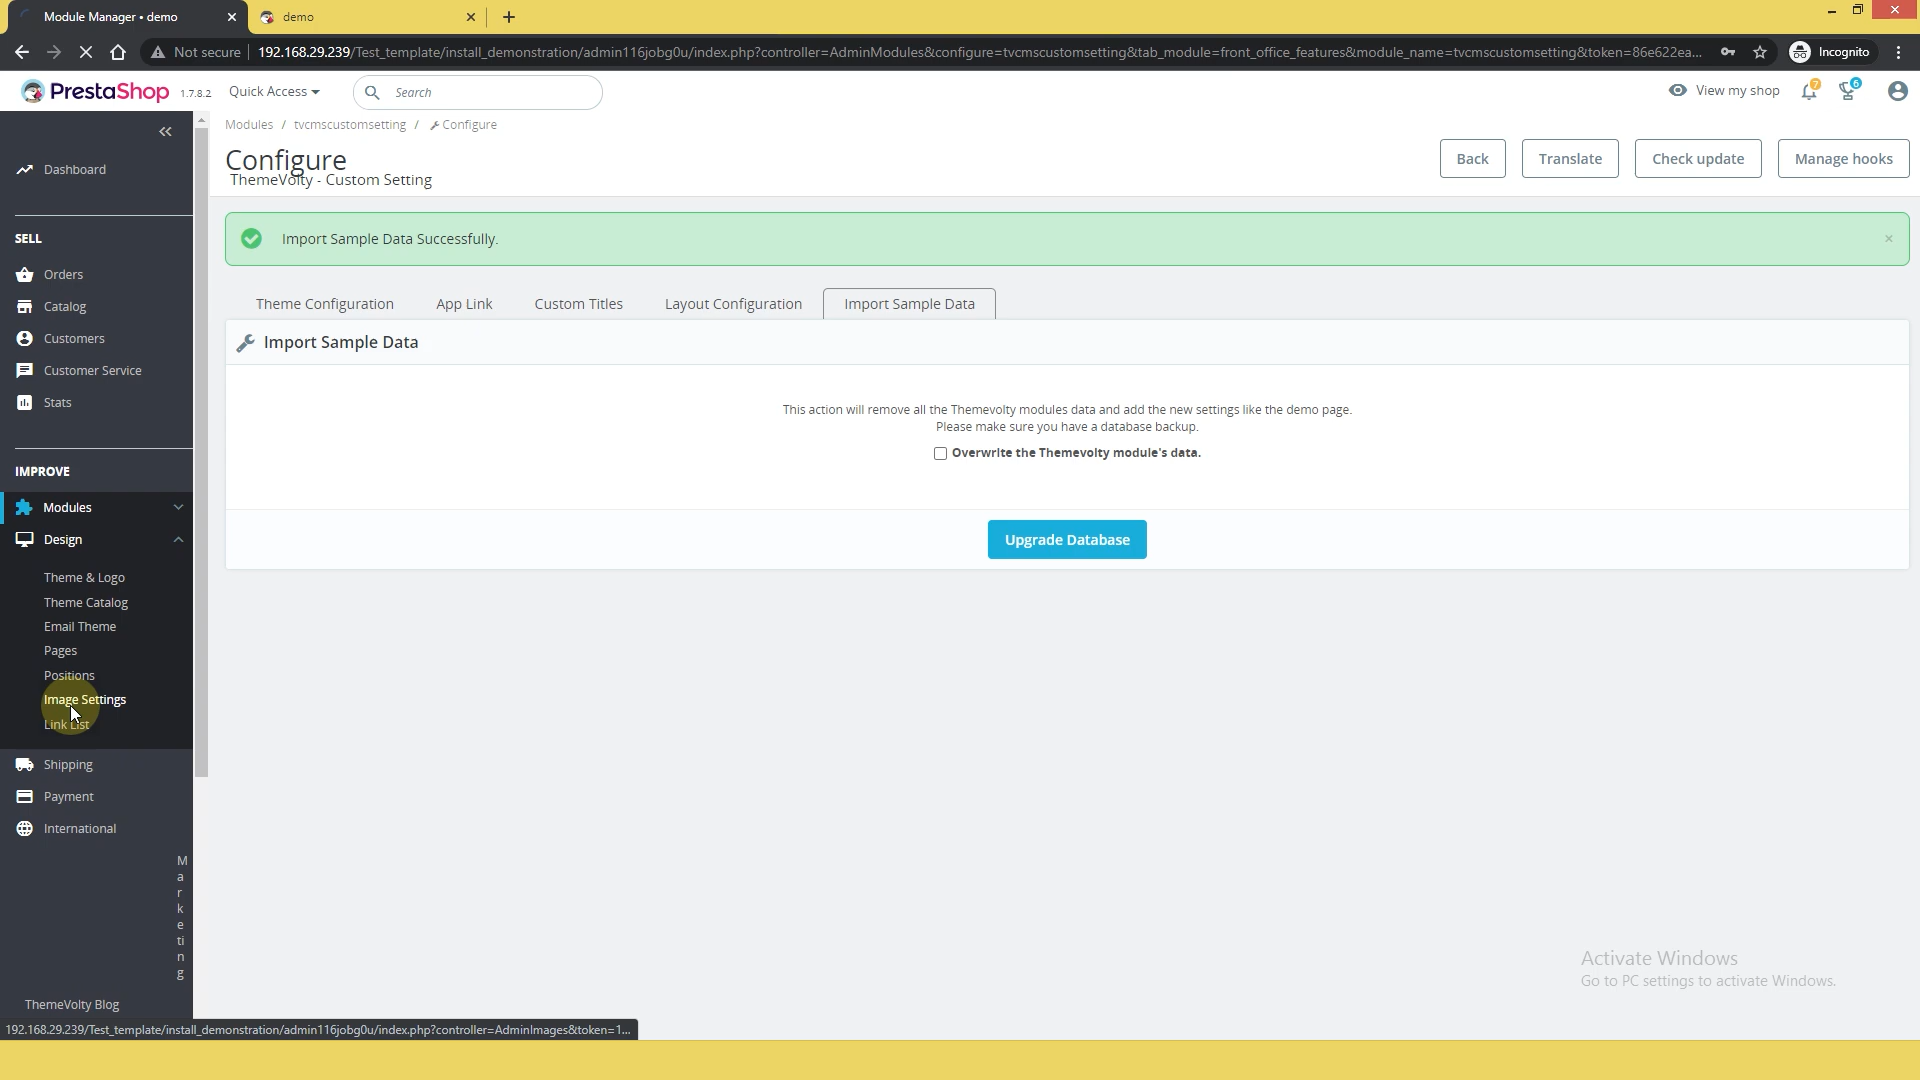 Module Manager • demo
demo
Not secure
192.168.29.239/Test_template/install_demonstration/admin116jobg0u/index.php?controller=AdminModules&configure=tvcmscustomsetting&tab_module=front_office_features&module_name=tvcmscustomsetting&token=86e622ea...
Incognito
PrestaShop
1.7.8.2
Quick Access
Search
View my shop
7
6
Modules / tvcmscustomsetting / Configure
Configure
ThemeVolty - Custom Setting
Back
Translate
Check update
Manage hooks
Dashboard
SELL
Orders
Catalog
Customers
Customer Service
Stats
IMPROVE
Modules
Design
Theme & Logo
Theme Catalog
Email Theme
Pages
Positions
Image Settings
Link List
Shipping
Payment
International
Marketing
ThemeVolty Blog
Import Sample Data Successfully.
×
Theme Configuration
App Link
Custom Titles
Layout Configuration
Import Sample Data
Import Sample Data
This action will remove all the Themevolty modules data and add the new settings like the demo page.
Please make sure you have a database backup.
Overwrite the Themevolty module's data.
Upgrade Database
Activate Windows
Go to PC settings to activate Windows.
192.168.29.239/Test_template/install_demonstration/admin116jobg0u/index.php?controller=AdminImages&token=1...